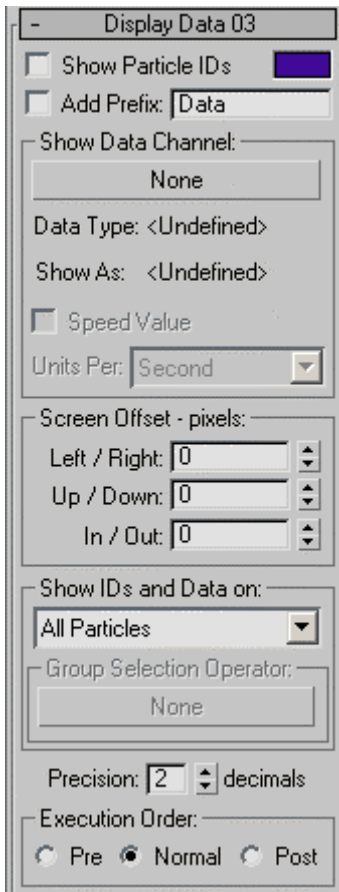 - Display Data 03
Show Particle IDs
Add Prefix: Data
Show Data Channel:
None
Data Type: <Undefined>
Show As: <Undefined>
Speed Value
Units Per: Second
Screen Offset - pixels:
Left / Right: 0
Up / Down: 0
In / Out: 0
Show IDs and Data on:
All Particles
Group Selection Operator:
None
Precision: 2 decimals
Execution Order:
Pre Normal Post